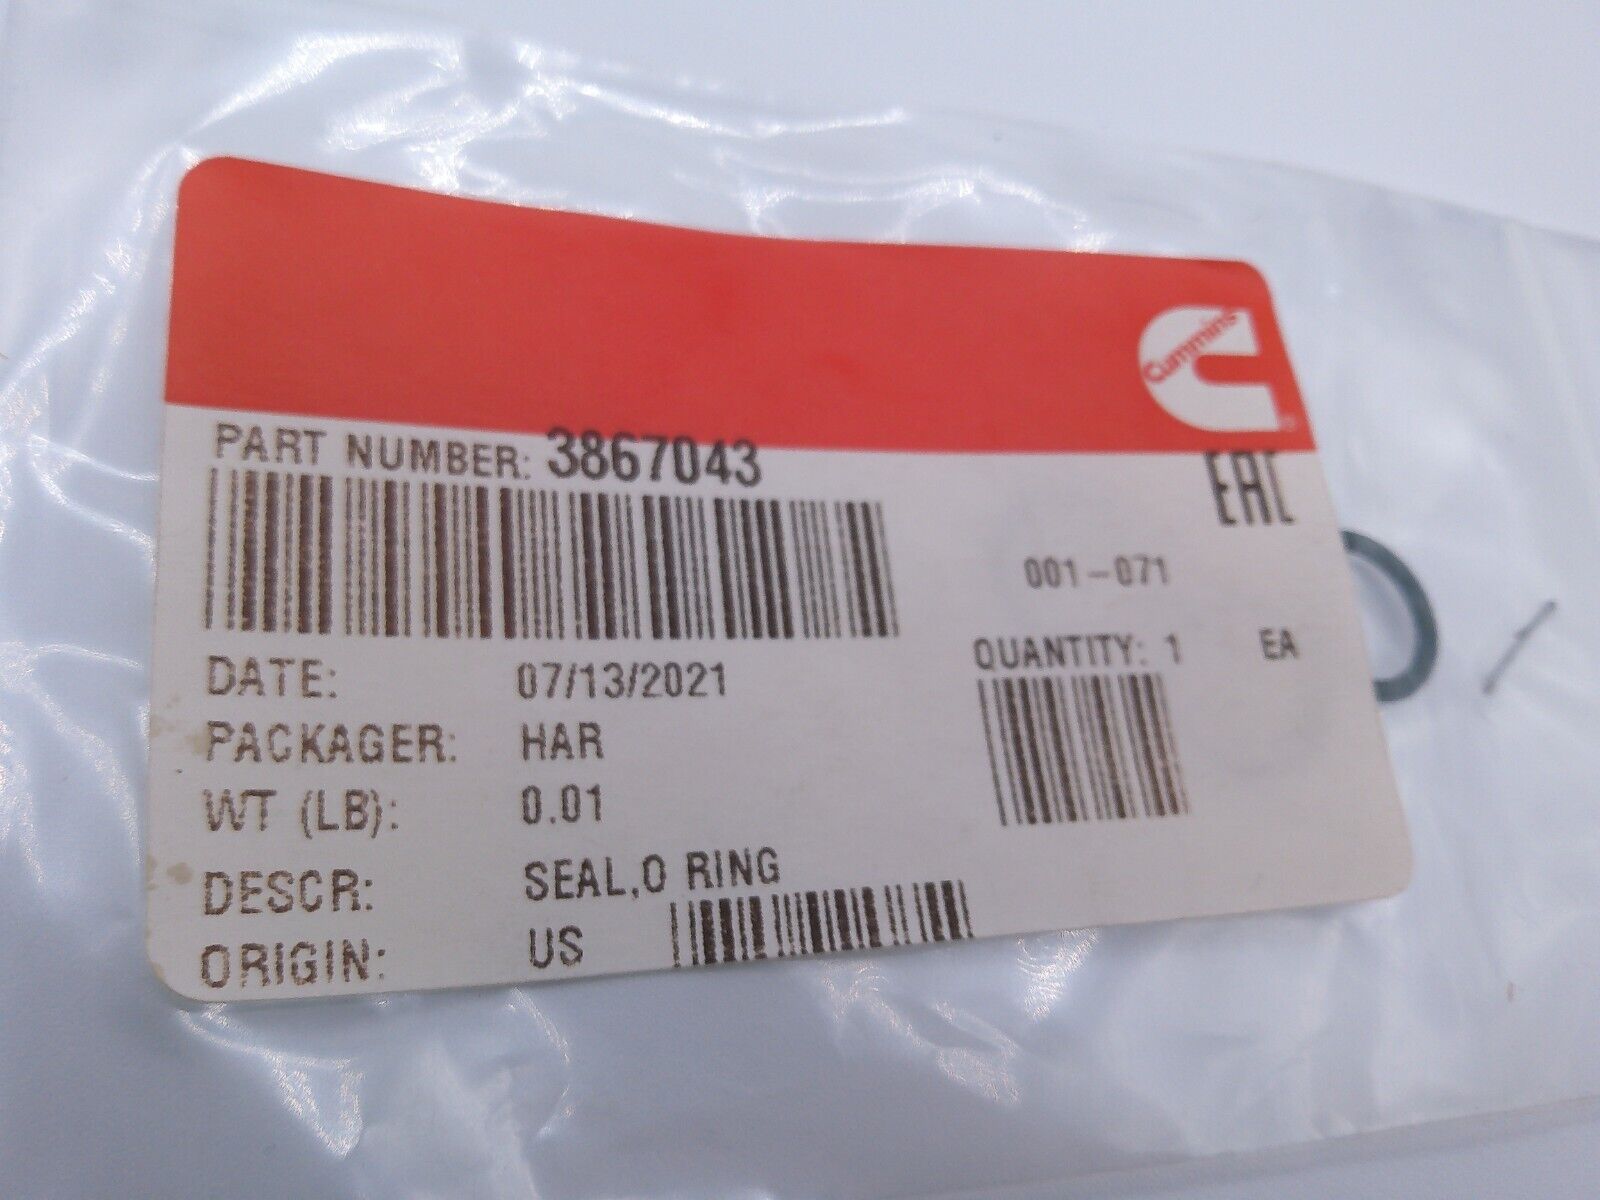 Cummins
PART NUMBER: 3867043
EAC
001-071
QUANTITY: 1 EA
DATE: 07/13/2021
PACKAGER: HAR
WT (LB): 0.01
DESCR: SEAL,O RING
ORIGIN: US